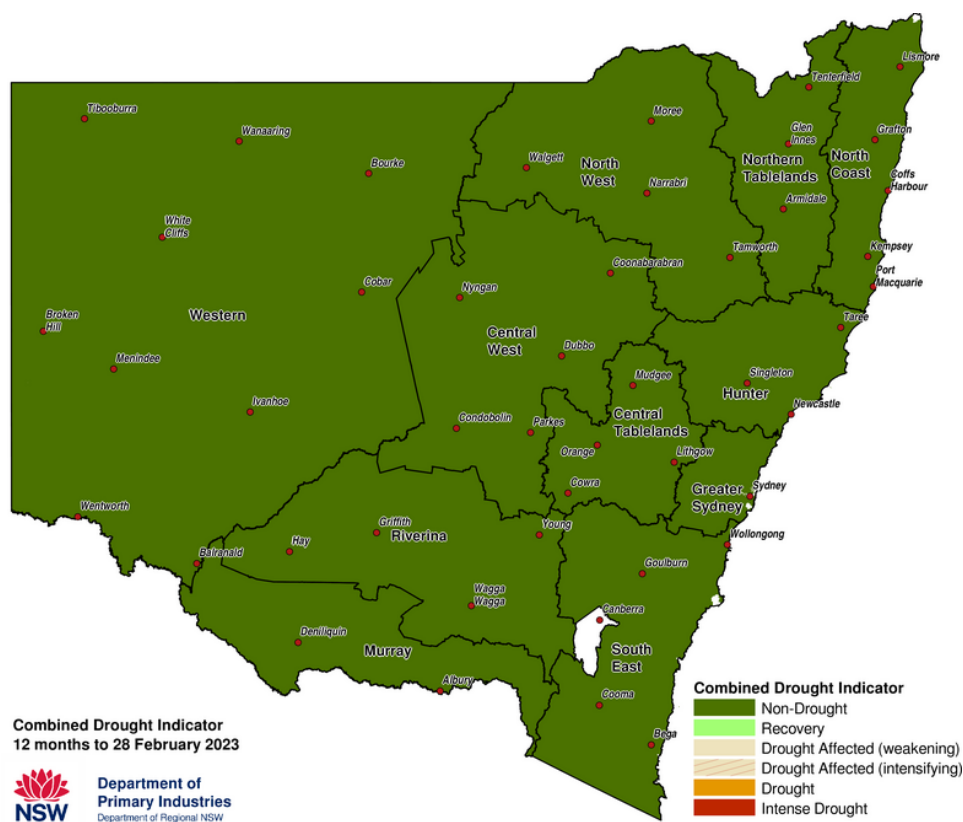 Lismore
Tenterfield
Tibooburra
Moree
Wanaaring
Glen
Innes
Grafton
Walgett
North
West
Northern
Tablelands
North
Coast
Bourke
Narrabri
Coffs
Harbour
Armidale
White
Cliffs
Tamworth
Kempsey
Coonabarabran
Port
Macquarie
Cobar
Nyngan
Broken
Hill
Western
Taree
Central
West
Dubbo
Menindee
Mudgee
Singleton
Hunter
Ivanhoe
Newcastle
Central
Tablelands
Condobolin
Parkes
Orange
Lithgow
Cowra
Greater
Sydney
Sydney
Wentworth
Griffith
Riverina
Young
Hay
Wollongong
Balranald
Goulburn
Wagga
Wagga
Canberra
Deniliquin
Murray
South
East
Albury
Cooma
Bega
Combined Drought Indicator
12 months to 28 February 2023
NSW
Department of
Primary Industries
Department of Regional NSW
Combined Drought Indicator
Non-Drought
Recovery
Drought Affected (weakening)
Drought Affected (intensifying)
Drought
Intense Drought